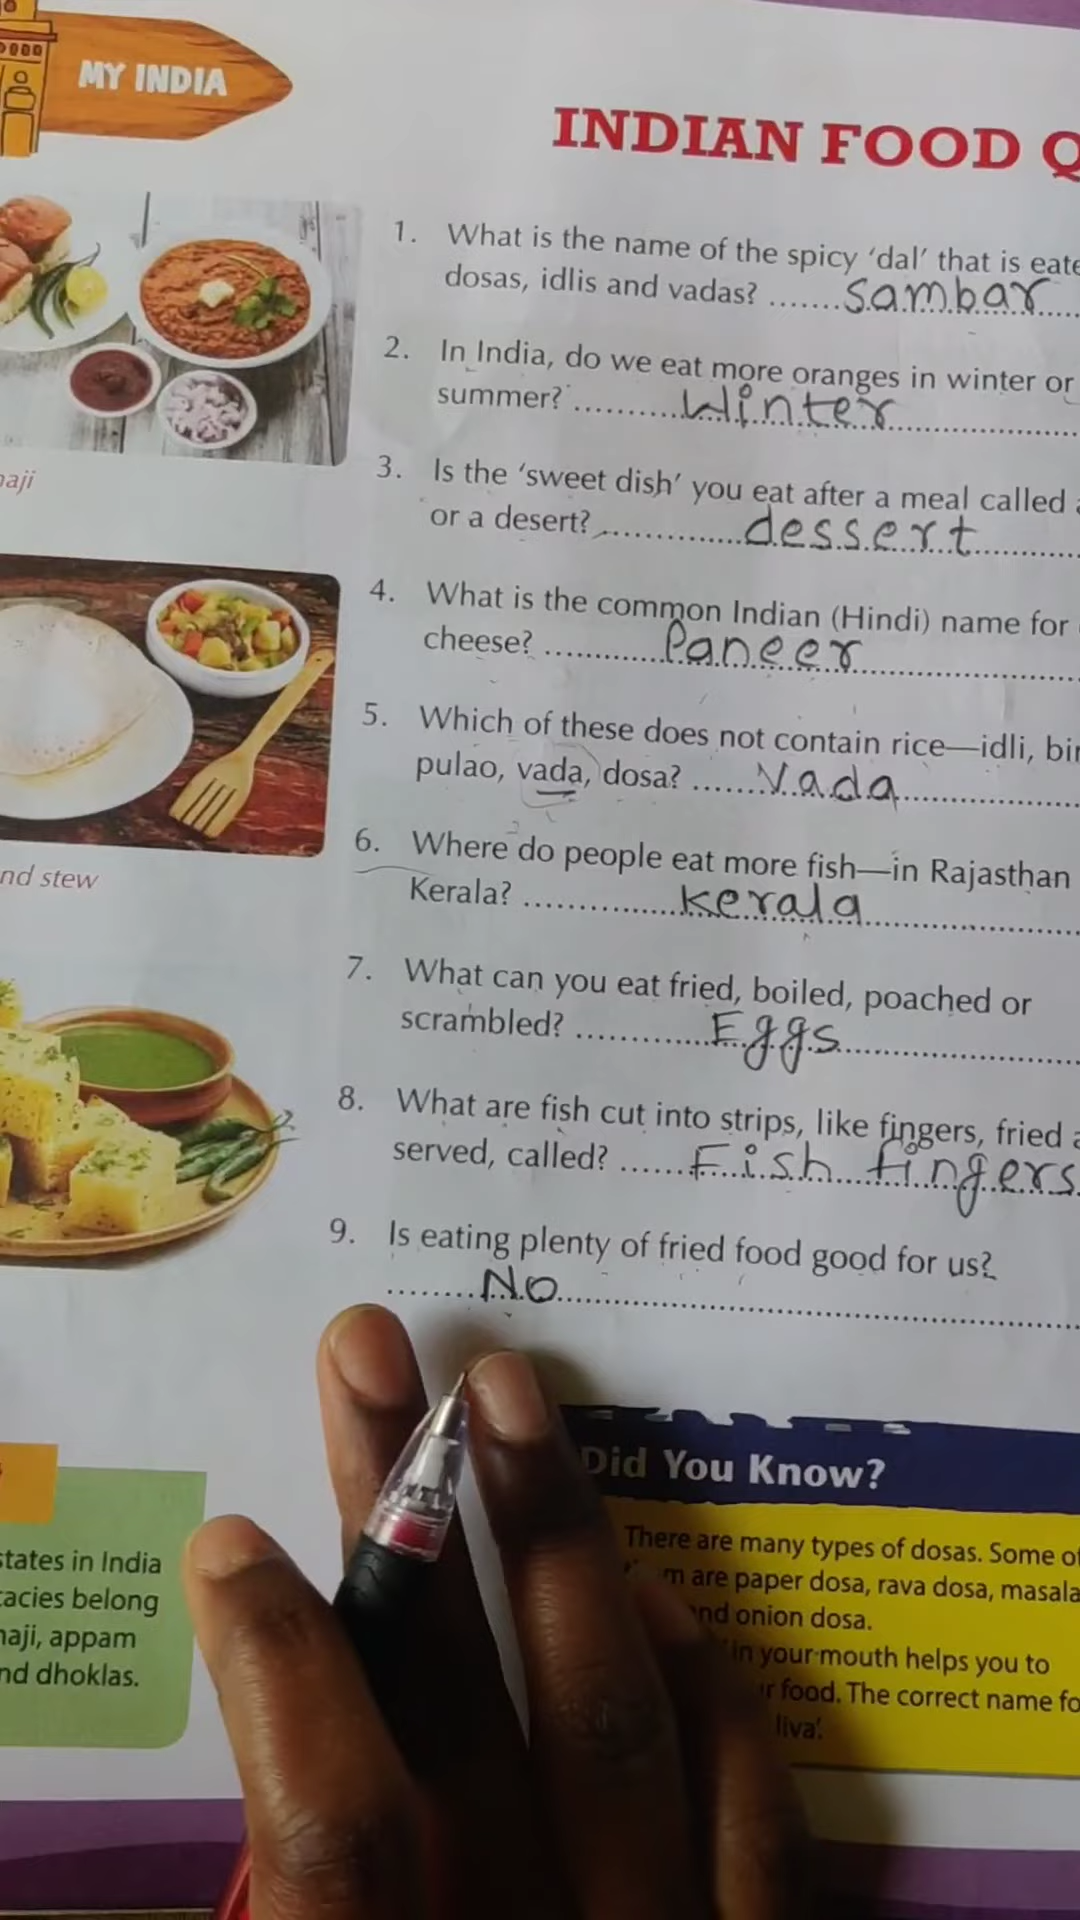 MY INDIA
INDIAN FOOD
1. What is the name of the spicy ‘dal’ that is
dosas, idlis and vadas? .......sambar
2. In India, do we eat more oranges in winter or
summer? ..........Winter
3. Is the ‘sweet dish’ you eat after a meal called
or a desert? .............dessert
4. What is the common Indian (Hindi) name for
cheese? ...........Paneer
5. Which of these does not contain rice—idli,
pulao, vada, dosa? ......Vada
6. Where do people eat more fish—in Rajasthan
Kerala? ..............Kerala
7. What can you eat fried, boiled, poached or
scrambled? ............Eggs
8. What are fish cut into strips, like fingers, fried
served, called? ......Fish fingers
9. Is eating plenty of fried food good for us?
........No
nd stew
states in India
belong
appam
nd dhoklas.
Did You Know?
There are many types of dosas. Some of
are paper dosa, rava dosa, masala
and onion dosa.
in your mouth helps you to
food. The correct name